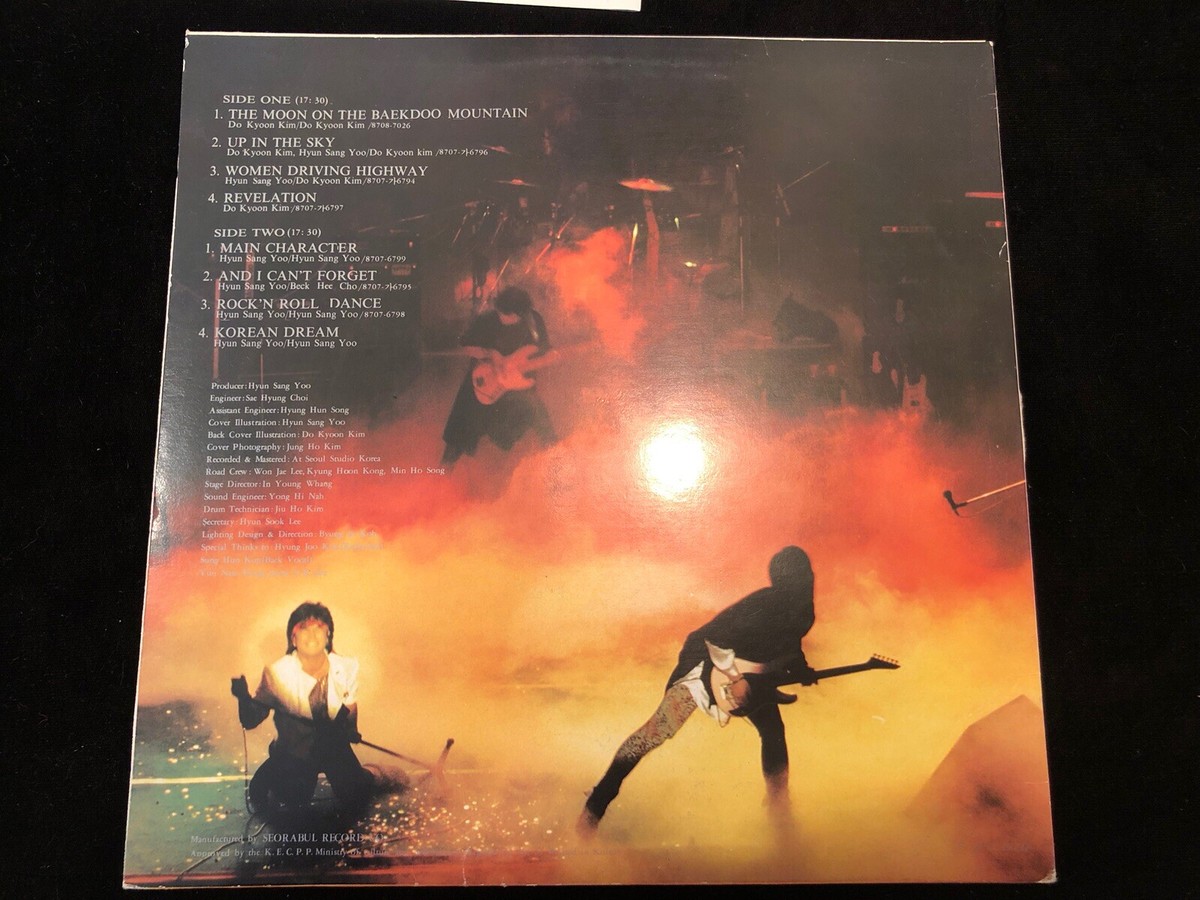 SIDE ONE (17:30)
1. THE MOON ON THE BAEKDOO MOUNTAIN
Do Kyoon Kim/Do Kyoon Kim /8708-7026
2. UP IN THE SKY
Do Kyoon Kim, Hyun Sang Yoo/Do Kyoon kim /8707-가6796
3. WOMEN DRIVING HIGHWAY
Hyun Sang Yoo/Do Kyoon Kim/8707-가6794
4. REVELATION
Do Kyoon Kim/8707-가6797
SIDE TWO (17:30)
1. MAIN CHARACTER
Hyun Sang Yoo/Hyun Sang Yoo/8707-6799
2. AND I CAN'T FORGET
Hyun Sang Yoo/Beck Hee Cho/8707-가6795
3. ROCK'N ROLL DANCE
Hyun Sang Yoo/Hyun Sang Yoo/8707-6798
4. KOREAN DREAM
Hyun Sang Yoo/Hyun Sang Yoo
Producer:Hyun Sang Yoo
Engineer:Sae Hyung Choi
Assistant Engineer:Hyung Hun Song
Cover Illustration:Hyun Sang Yoo
Back Cover Illustration:Do Kyoon Kim
Cover Photography:Jung Ho Kim
Recorded & Mastered:At Seoul Studio Korea
Road Crew:Won Jae Lee,Kyung Hoon Kong, Min Ho Song
Stage Director:In Young Whang
Sound Engineer:Yong Hi Nah
Drum Technician:Jiu Ho Kim
Secretary Hyun Sook Lee
Lighting Design & Direction
Special Thinks to Hyung Joo
Manufactured by SEORABUL RECORD
Approved by the K.E.C.P.P. Ministry of